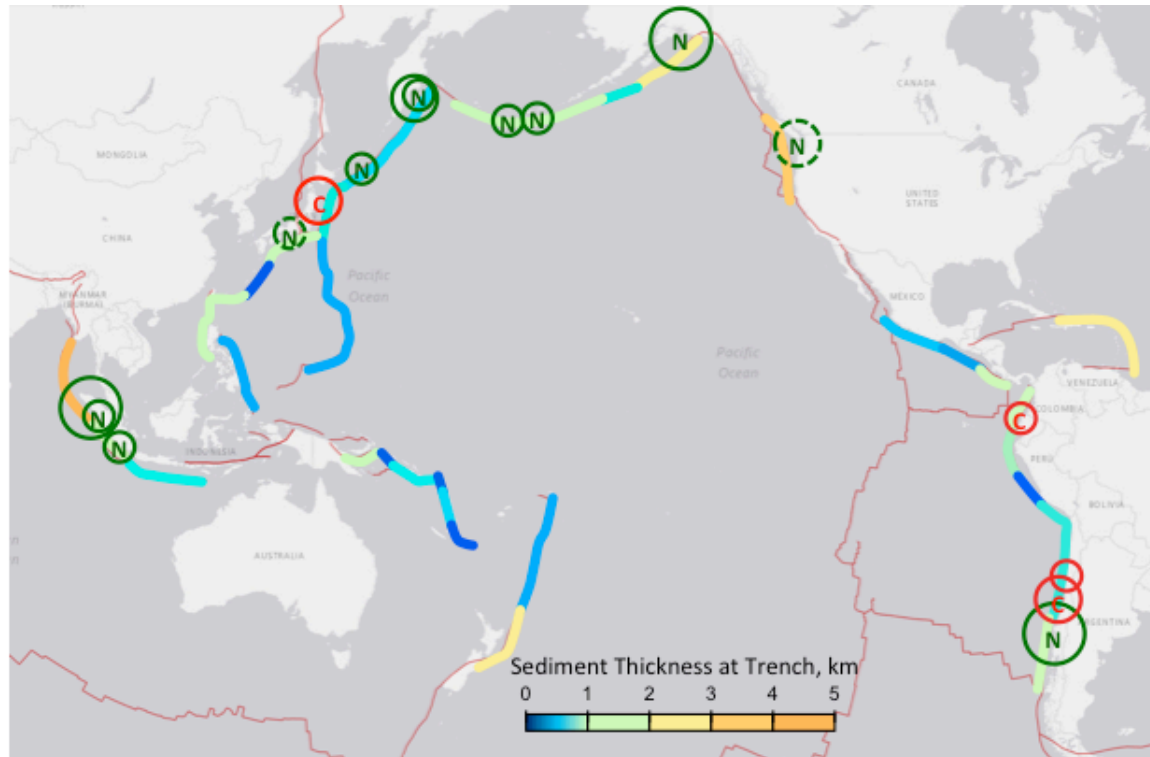 N
CANADA
N
N
N
N
MONGOLIA
N
N
UNITED
STATES
C
CHINA
N
Pacific
Ocean
MYANMAR
(BURMA)
MÉXICO
Pacific
Ocean
VENEZUELA
COLOMBIA
C
N
N
INDONESIA
PERU
BOLIVIA
AUSTRALIA
C
ARGENTINA
N
Sediment Thickness at Trench, km
0 1 2 3 4 5